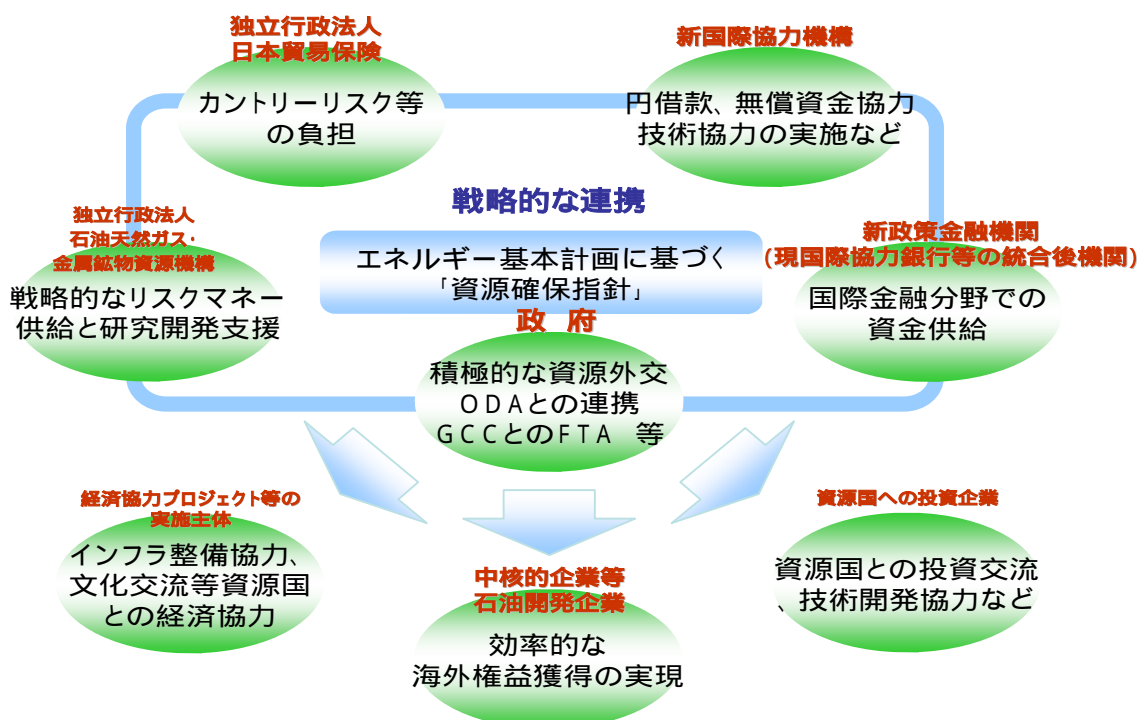 独立行政法人
日本貿易保険
カントリーリスク等
の負担
新国際協力機構
円借款、無償資金協力
技術協力の実施など
戦略的な連携
エネルギー基本計画に基づく
「資源確保指針」
独立行政法人
石油天然ガス・
金属鉱物資源機構
戦略的なリスクマネー
供給と研究開発支援
新政策金融機関
(現国際協力銀行等の統合後機関)
国際金融分野での
資金供給
政 府
積極的な資源外交
ODAとの連携
GCCとのFTA 等
経済協力プロジェクト等の
実施主体
インフラ整備協力、
文化交流等資源国
との経済協力
中核的企業等
石油開発企業
効率的な
海外権益獲得の実現
資源国への投資企業
資源国との投資交流
、技術開発協力など